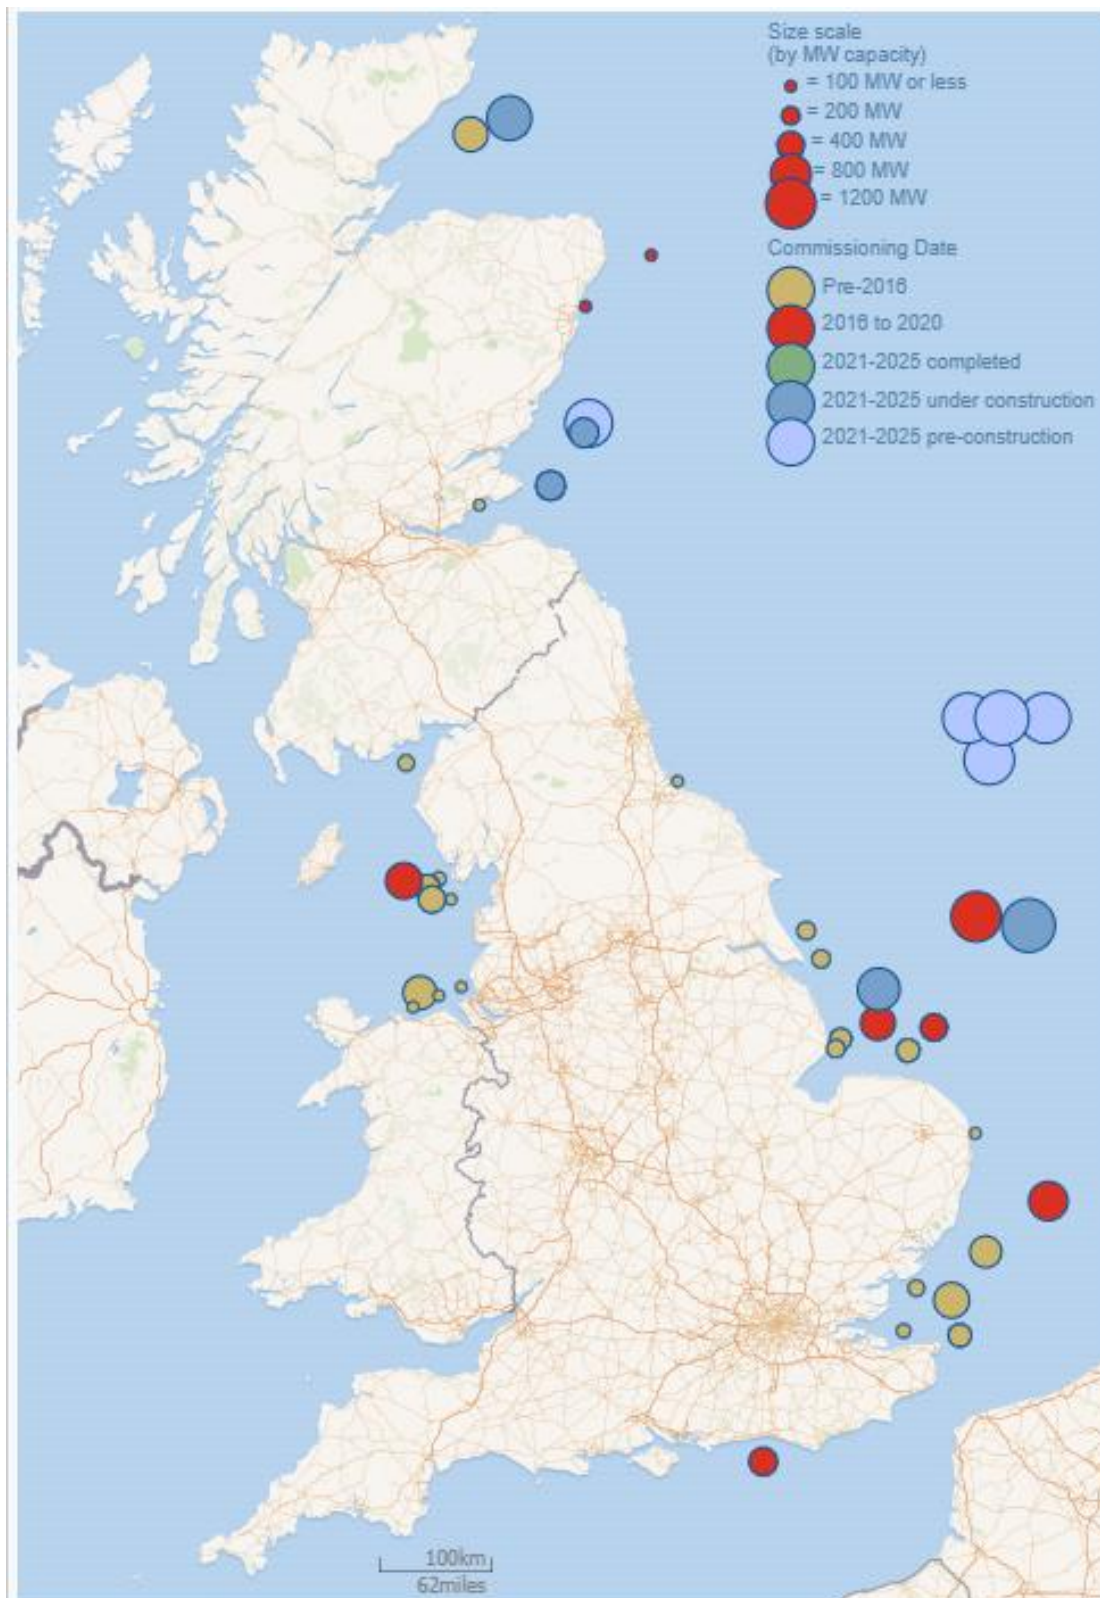 Size scale
(by MW capacity)
= 100 MW or less
= 200 MW
= 400 MW
= 800 MW
= 1200 MW
Commissioning Date
Pre-2016
2016 to 2020
2021-2025 completed
2021-2025 under construction
2021-2025 pre-construction
100km
62miles